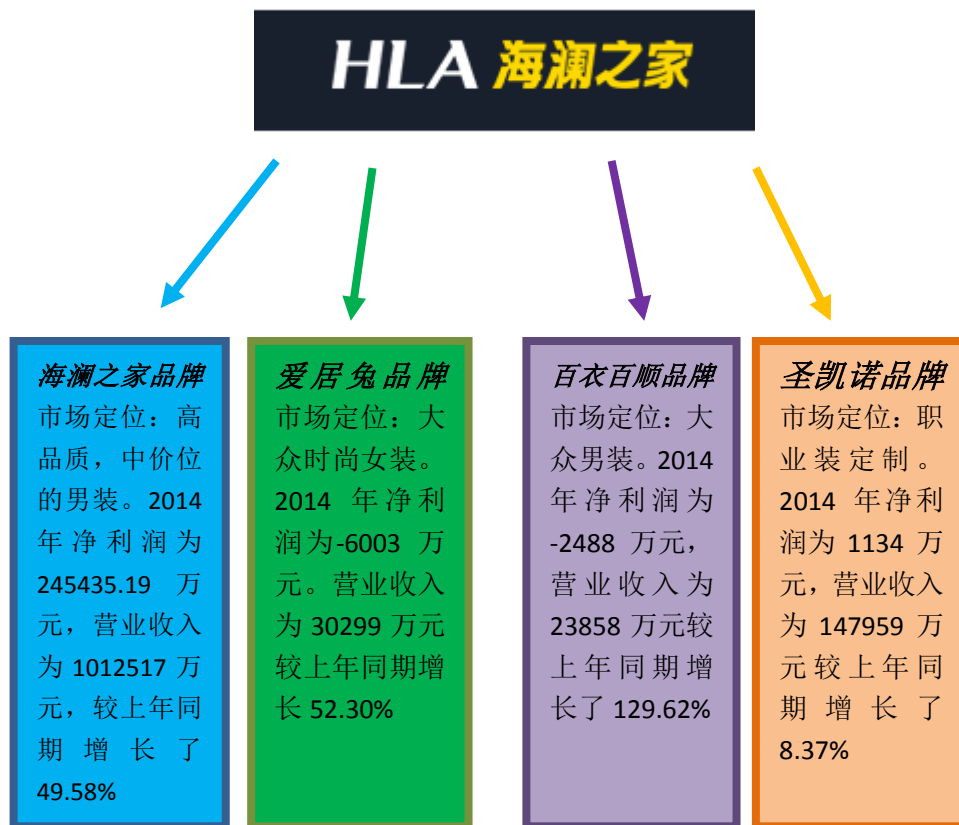 HLA 海澜之家
海澜之家品牌
市场定位：高
品质，中价位
的男装。2014
年净利润为
245435.19 万
元，营业收入
为 1012517 万
元，较上年同
期增长了
49.58%
爱居兔品牌
市场定位：大
众时尚女装。
2014 年净利
润为-6003 万
元。营业收入
为 30299 万元
较上年同期增
长 52.30%
百衣百顺品牌
市场定位：大
众男装。2014
年净利润为
-2488 万元，
营业收入为
23858 万元较
上年同期增
长了 129.62%
圣凯诺品牌
市场定位：职
业装定制。
2014 年净利
润为 1134 万
元，营业收入
为 147959 万
元较上年同
期增长了
8.37%